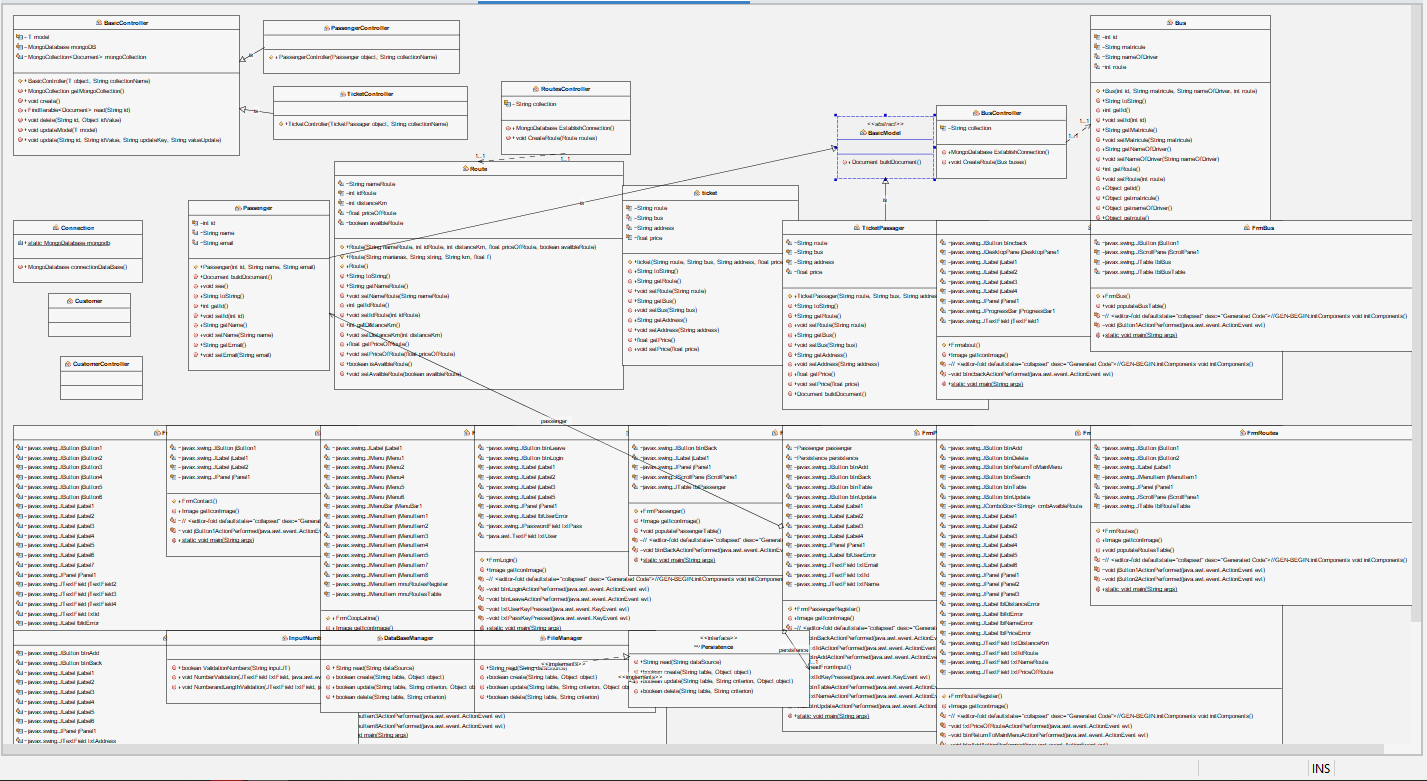 BasicController
- T model
- MongoDatabase mongoDB
- MongoCollection<Document> mongoCollection
+ BasicController(T object, String collectionName)
+ MongoCollection getMongoCollection()
+ void create()
+ FindIterable<Document> read(String id)
+ void delete(String id, Object idValue)
+ void updateModel(T model)
+ void update(String id, String idValue, String updateKey, String valueUpdate)
PassengerController
+ PassengerController(Passenger object, String collectionName)
TicketController
+ TicketController(TicketPassager object, String collectionName)
RoutesController
~String collection
+MongoDatabase EstablishConnection()
+ void CreateRoute(Route routes)
1..1
1..1
<<abstract>>
BasicModel
+ Document buildDocument()
BusController
~String collection
+MongoDatabase EstablishConnection()
+ void CreateRoute(Bus buses)
1..1
1..1
Bus
~int id
~String matricule
~String nameOfDriver
~int route
+Bus(int id, String matricule, String nameOfDriver, int route)
+String toString()
+int getId()
+void setId(int id)
+String getMatricule()
+void setMatricule(String matricule)
+String getNameOfDriver()
+void setNameOfDriver(String nameOfDriver)
+int getRoute()
+void setRoute(int route)
+Object getid()
+Object getmatricule()
+Object getnameOfDriver()
+Object getroute()
Route
~String nameRoute
~int idRoute
~int distanceKm
~float priceOfRoute
~boolean availbleRoute
+Route(String nameRoute, int idRoute, int distanceKm, float priceOfRoute, boolean availbleRoute)
+Route(String marianas, String string, String km, float f)
+Route()
+String toString()
+String getNameRoute()
+void setNameRoute(String nameRoute)
+int getIdRoute()
+void setIdRoute(int idRoute)
+int getDistanceKm()
+void setDistanceKm(int distanceKm)
+float getPriceOfRoute()
+void setPriceOfRoute(float priceOfRoute)
+boolean isAvailbleRoute()
+void setAvailbleRoute(boolean availbleRoute)
Passenger
~int id
~String name
~String email
+Passenger(int id, String name, String email)
+Document buildDocument()
+void see()
+String toString()
+int getId()
+void setId(int id)
+String getName()
+void setName(String name)
+String getEmail()
+void setEmail(String email)
Connection
+ static MongoDatabase mongodb
+ MongoDatabase connectionDataBase()
Customer
CustomerController
ticket
~String route
~String bus
~String address
~float price
+ticket(String route, String bus, String address, float price
+String toString()
+String getRoute()
+void setRoute(String route)
+String getBus()
+void setBus(String bus)
+String getAddress()
+void setAddress(String address)
+float getPrice()
+void setPrice(float price)
TicketPassager
~String route
~String bus
~String address
~float price
+TicketPassager(String route, String bus, String address
+String toString()
+String getRoute()
+void setRoute(String route)
+String getBus()
+void setBus(String bus)
+String getAddress()
+void setAddress(String address)
+float getPrice()
+void setPrice(float price)
+Document buildDocument()
~javax.swing.JButton btncback
~javax.swing.JDesktopPane jDesktopPane1
~javax.swing.JLabel jLabel1
~javax.swing.JLabel jLabel2
~javax.swing.JLabel jLabel3
~javax.swing.JLabel jLabel4
~javax.swing.JPanel jPanel1
~javax.swing.JProgressBar jProgressBar1
~javax.swing.JTextField jTextField1
+Frmabout()
+Image getIconImage()
~// <editor-fold defaultstate="collapsed" desc="Generated Code">//GEN-BEGIN:initComponents void initComponents()
~void btncbackActionPerformed(java.awt.event.ActionEvent evt)
+static void main(String args)
FrmBus
~javax.swing.JButton jButton1
~javax.swing.JScrollPane jScrollPane1
~javax.swing.JTable tblBus
~javax.swing.JTable tblBusTable
+FrmBus()
+void populateBusTable()
~// <editor-fold defaultstate="collapsed" desc="Generated Code">//GEN-BEGIN:initComponents void initComponents()
~void jButton1ActionPerformed(java.awt.event.ActionEvent evt)
+static void main(String args)
passenger
~javax.swing.JButton jButton1
~javax.swing.JButton jButton2
~javax.swing.JButton jButton3
~javax.swing.JButton jButton4
~javax.swing.JButton jButton5
~javax.swing.JButton jButton6
~javax.swing.JLabel jLabel1
~javax.swing.JLabel jLabel2
~javax.swing.JLabel jLabel3
~javax.swing.JLabel jLabel4
~javax.swing.JLabel jLabel5
~javax.swing.JLabel jLabel6
~javax.swing.JLabel jLabel7
~javax.swing.JPanel jPanel1
~javax.swing.JTextField jTextField2
~javax.swing.JTextField jTextField3
~javax.swing.JTextField jTextField4
~javax.swing.JTextField txtId
~javax.swing.JLabel lblIdError
~javax.swing.JButton jButton1
~javax.swing.JLabel jLabel1
~javax.swing.JLabel jLabel2
~javax.swing.JPanel jPanel1
+ FrmContact()
+ Image getIconImage()
~// <editor-fold defaultstate="collapsed" desc="Genera
~ void jButton1ActionPerformed(java.awt.event.ActionE
+ static void main(String args)
~javax.swing.JLabel jLabel1
~javax.swing.JMenu jMenu1
~javax.swing.JMenu jMenu2
~javax.swing.JMenu jMenu4
~javax.swing.JMenu jMenu5
~javax.swing.JMenu jMenu6
~javax.swing.JMenuBar jMenuBar1
~javax.swing.JMenuItem jMenuItem1
~javax.swing.JMenuItem jMenuItem2
~javax.swing.JMenuItem jMenuItem3
~javax.swing.JMenuItem jMenuItem4
~javax.swing.JMenuItem jMenuItem5
~javax.swing.JMenuItem jMenuItem7
~javax.swing.JMenuItem jMenuItem8
~javax.swing.JMenuItem mnuRoutesRegister
~javax.swing.JMenuItem mnuRoutesTable
+FrmCoopLatina()
+Image getIconImage()
~javax.swing.JButton btnLeave
~javax.swing.JButton btnLogin
~javax.swing.JLabel jLabel1
~javax.swing.JLabel jLabel2
~javax.swing.JLabel jLabel3
~javax.swing.JLabel jLabel5
~javax.swing.JPanel jPanel1
~javax.swing.JLabel lblUserError
~javax.swing.JPasswordField txtPass
~java.awt.TextField txtUser
+FrmLogin()
+Image getIconImage()
~// <editor-fold defaultstate="collapsed" desc="Generated Code">//GEN-BEGIN:initComponents void initComponents()
~void btnLoginActionPerformed(java.awt.event.ActionEvent evt)
~void btnLeaveActionPerformed(java.awt.event.ActionEvent evt)
~void txtUserKeyPressed(java.awt.event.KeyEvent evt)
~void txtPassKeyPressed(java.awt.event.KeyEvent evt)
+static void main(String args)
~javax.swing.JButton btnBack
~javax.swing.JLabel jLabel1
~javax.swing.JPanel jPanel1
~javax.swing.JScrollPane jScrollPane1
~javax.swing.JTable tblPassenger
+FrmPassenger()
+Image getIconImage()
+void populatePassengerTable()
~// <editor-fold defaultstate="collapsed" desc="Generated
~void btnBackActionPerformed(java.awt.event.ActionEve
+static void main(String args)
~Passenger passenger
~Persistence persistence
~javax.swing.JButton btnAdd
~javax.swing.JButton btnBack
~javax.swing.JButton btnTable
~javax.swing.JButton btnUpdate
~javax.swing.JLabel jLabel1
~javax.swing.JLabel jLabel2
~javax.swing.JLabel jLabel3
~javax.swing.JLabel jLabel4
~javax.swing.JPanel jPanel1
~javax.swing.JLabel lblUserError
~javax.swing.JTextField txtEmail
~javax.swing.JTextField txtId
~javax.swing.JTextField txtName
+FrmPassengerRegister()
+Image getIconImage()
+static void main(String args)
~javax.swing.JButton btnAdd
~javax.swing.JButton btnDelete
~javax.swing.JButton btnReturnToMainMenu
~javax.swing.JButton btnSearch
~javax.swing.JButton btnTable
~javax.swing.JButton btnUpdate
~javax.swing.JComboBox<String> cmbAvaibleRoute
~javax.swing.JLabel jLabel1
~javax.swing.JLabel jLabel2
~javax.swing.JLabel jLabel3
~javax.swing.JLabel jLabel4
~javax.swing.JLabel jLabel5
~javax.swing.JLabel jLabel6
~javax.swing.JPanel jPanel1
~javax.swing.JPanel jPanel2
~javax.swing.JPanel jPanel3
~javax.swing.JLabel lblDistanceError
~javax.swing.JLabel lblIdError
~javax.swing.JLabel lblNameError
~javax.swing.JLabel lblPriceError
~javax.swing.JTextField txtDistanceKm
~javax.swing.JTextField txtIdRoute
~javax.swing.JTextField txtNameRoute
~javax.swing.JTextField txtPriceOfRoute
+FrmRouteRegister()
+Image getIconImage()
~// <editor-fold defaultstate="collapsed" desc="Generated Code">//GEN-BEGIN:initComponents void initComponents()
~void txtPriceOfRouteActionPerformed(java.awt.event.ActionEvent evt)
~void btnReturnToMainMenuActionPerformed(java.awt.event.ActionEvent evt)
FrmRoutes
~javax.swing.JButton jButton1
~javax.swing.JButton jButton2
~javax.swing.JLabel jLabel1
~javax.swing.JMenuItem jMenuItem1
~javax.swing.JPanel jPanel1
~javax.swing.JScrollPane jScrollPane1
~javax.swing.JTable tblRouteTable
+FrmRoutes()
+Image getIconImage()
+void populateRoutesTable()
~// <editor-fold defaultstate="collapsed" desc="Generated Code">//GEN-BEGIN:initComponents void initComponents()
~void jButton1ActionPerformed(java.awt.event.ActionEvent evt)
~void jButton2ActionPerformed(java.awt.event.ActionEvent evt)
+static void main(String args)
~javax.swing.JButton btnAdd
~javax.swing.JButton btnBack
~javax.swing.JLabel jLabel1
~javax.swing.JLabel jLabel2
~javax.swing.JLabel jLabel3
~javax.swing.JLabel jLabel4
~javax.swing.JLabel jLabel5
~javax.swing.JLabel jLabel6
~javax.swing.JPanel jPanel1
~javax.swing.JTextField txtAddress
InputNumb
+ boolean ValidationNumbers(String inputJT)
+ void NumberValidation(JTextField txtField, java.awt.e
+ void NumberandLenghtValidation(JTextField txtField, j
DataBaseManager
+ String read(String dataSource)
+ boolean create(String table, Object object)
+ boolean update(String table, String criterion, Object ob
+ boolean delete(String table, String criterion)
FileManager
+ String read(String dataSource)
+ boolean create(String table, Object object)
+ boolean update(String table, String criterion, Object obj
+ boolean delete(String table, String criterion)
<<implements>>
<<implements>>
<<interface>>
Persistence
+ String read(String dataSource)
+ boolean create(String table, Object object)
+ boolean update(String table, String criterion, Object object)
+ boolean delete(String table, String criterion)
persistence
1..1
INS